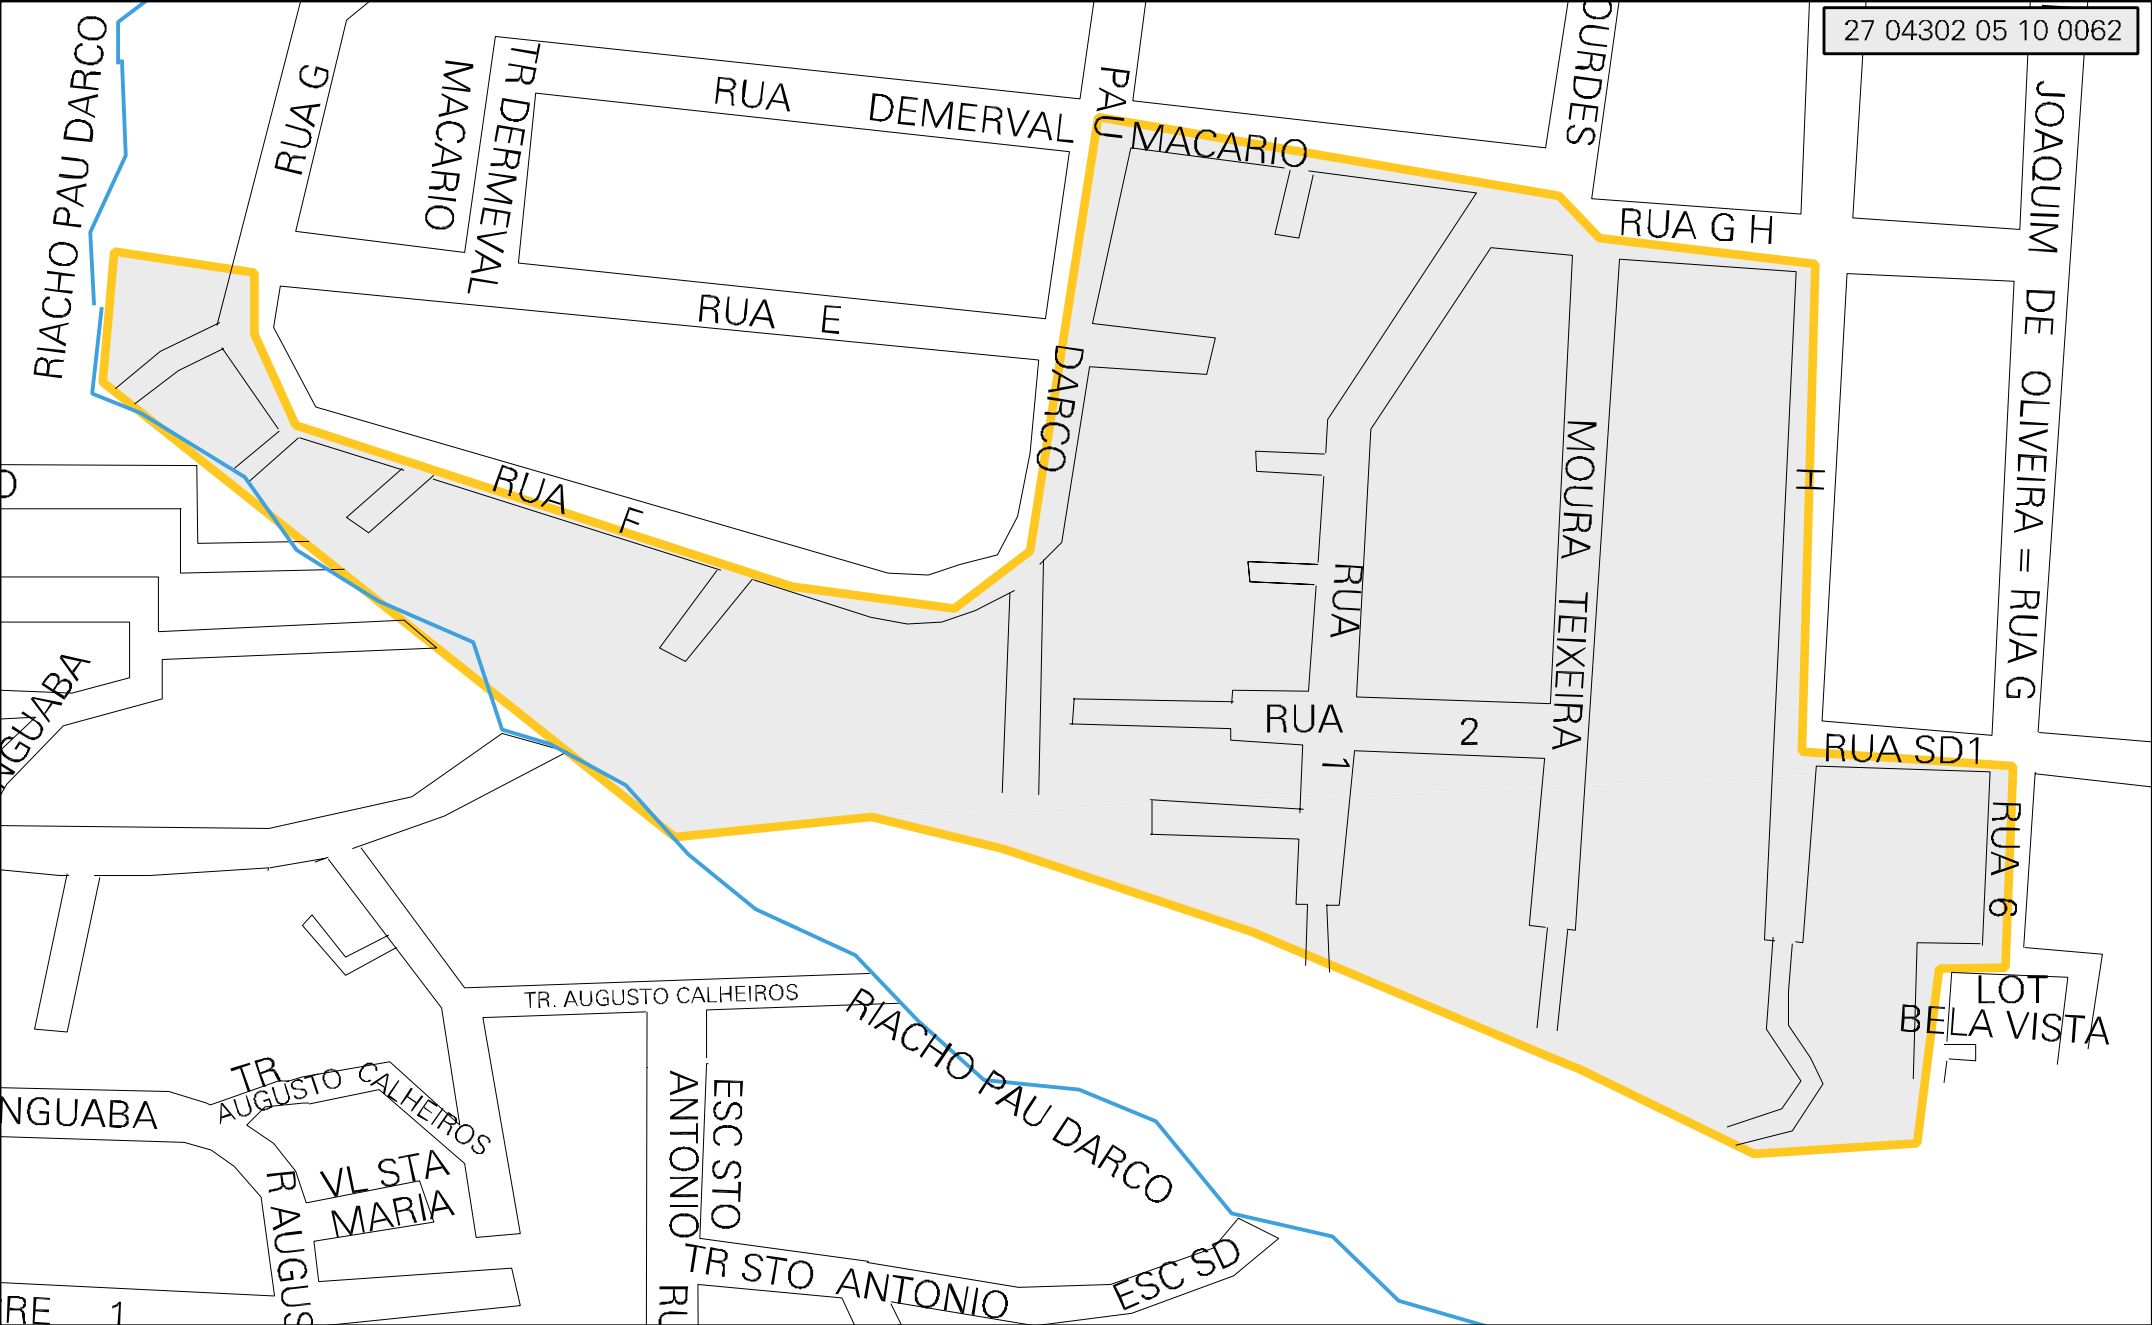 27 04302 05 10 0062
RIACHO PAU DARCO
RUA G
MACARIO
TR DERMEVAL
RUA DEMERVAL MACARIO
PAU DARCO
OURDES
JOAQUIM DE OLIVEIRA = RUA G
RUA G H
RUA E
H
MOURA TEIXEIRA
RUA F
O
RUA 1
RUA 2
NGUABA
RUA SD1
RUA 6
LOT
BELA VISTA
TR. AUGUSTO CALHEIROS
RIACHO PAU DARCO
TR
AUGUSTO CALHEIROS
NGUABA
VL STA
MARIA
R AUGUS
ESC STO
ANTONIO
TR STO ANTONIO
ESC SD
RU
RE 1